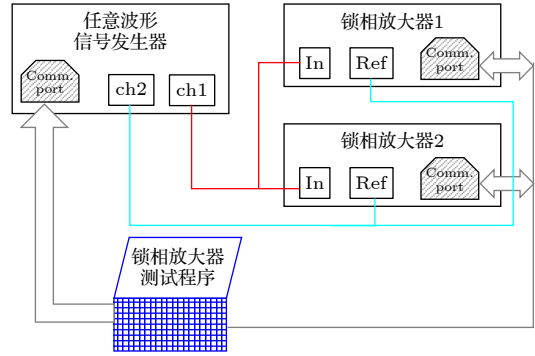 任意波形
信号发生器
Comm.
port
ch2
ch1
锁相放大器1
In
Ref
Comm.
port
锁相放大器2
In
Ref
Comm.
port
锁相放大器
测试程序